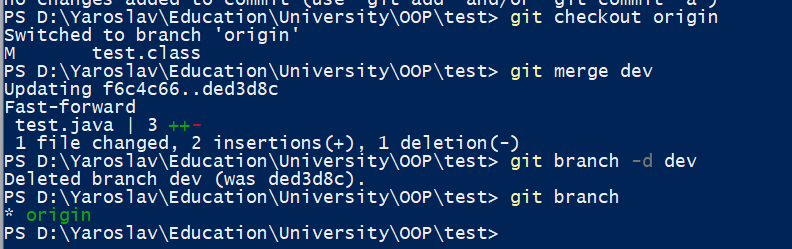 no changes added to commit (use "git add" and/or "git commit -a")
PS D:\Yaroslav\Education\University\OOP\test> git checkout origin
Switched to branch 'origin'
M       test.class
PS D:\Yaroslav\Education\University\OOP\test> git merge dev
Updating f6c4c66..ded3d8c
Fast-forward
 test.java | 3 ++-
 1 file changed, 2 insertions(+), 1 deletion(-)
PS D:\Yaroslav\Education\University\OOP\test> git branch -d dev
Deleted branch dev (was ded3d8c).
PS D:\Yaroslav\Education\University\OOP\test> git branch
* origin
PS D:\Yaroslav\Education\University\OOP\test>